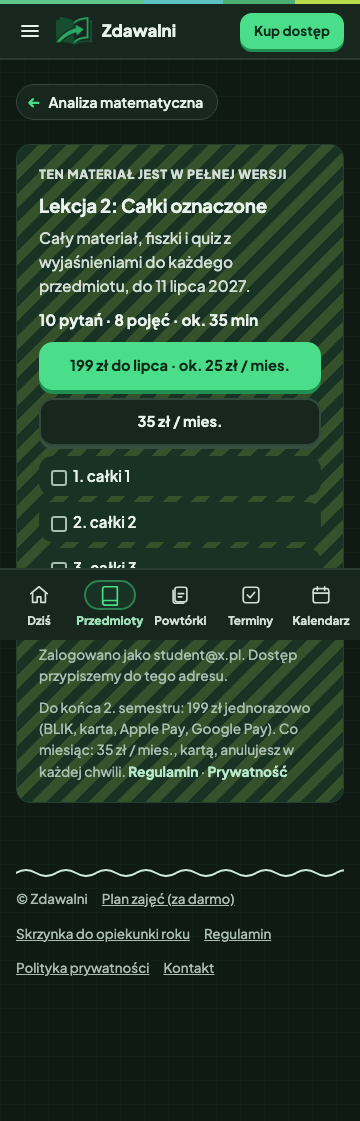 Zdawalni
Kup dostęp
Analiza matematyczna
TEN MATERIAŁ JEST W PEŁNEJ WERSJI
Lekcja 2: Całki oznaczone
Cały materiał, fiszki i quiz z
wyjaśnieniami do każdego
przedmiotu, do 11 lipca 2027.
10 pytań · 8 pojęć · ok. 35 min
199 zł do lipca · ok. 25 zł / mies.
35 zł / mies.
1. całki 1
2. całki 2
3. całki 3
Dziś
Przedmioty
Powtórki
Terminy
Kalendarz
Zalogowano jako student@x.pl. Dostęp
przypiszemy do tego adresu.
Do końca 2. semestru: 199 zł jednorazowo
(BLIK, karta, Apple Pay, Google Pay). Co
miesiąc: 35 zł / mies., kartą, anulujesz w
każdej chwili. Regulamin · Prywatność
© Zdawalni Plan zajęć (za darmo)
Skrzynka do opiekunki roku Regulamin
Polityka prywatności Kontakt